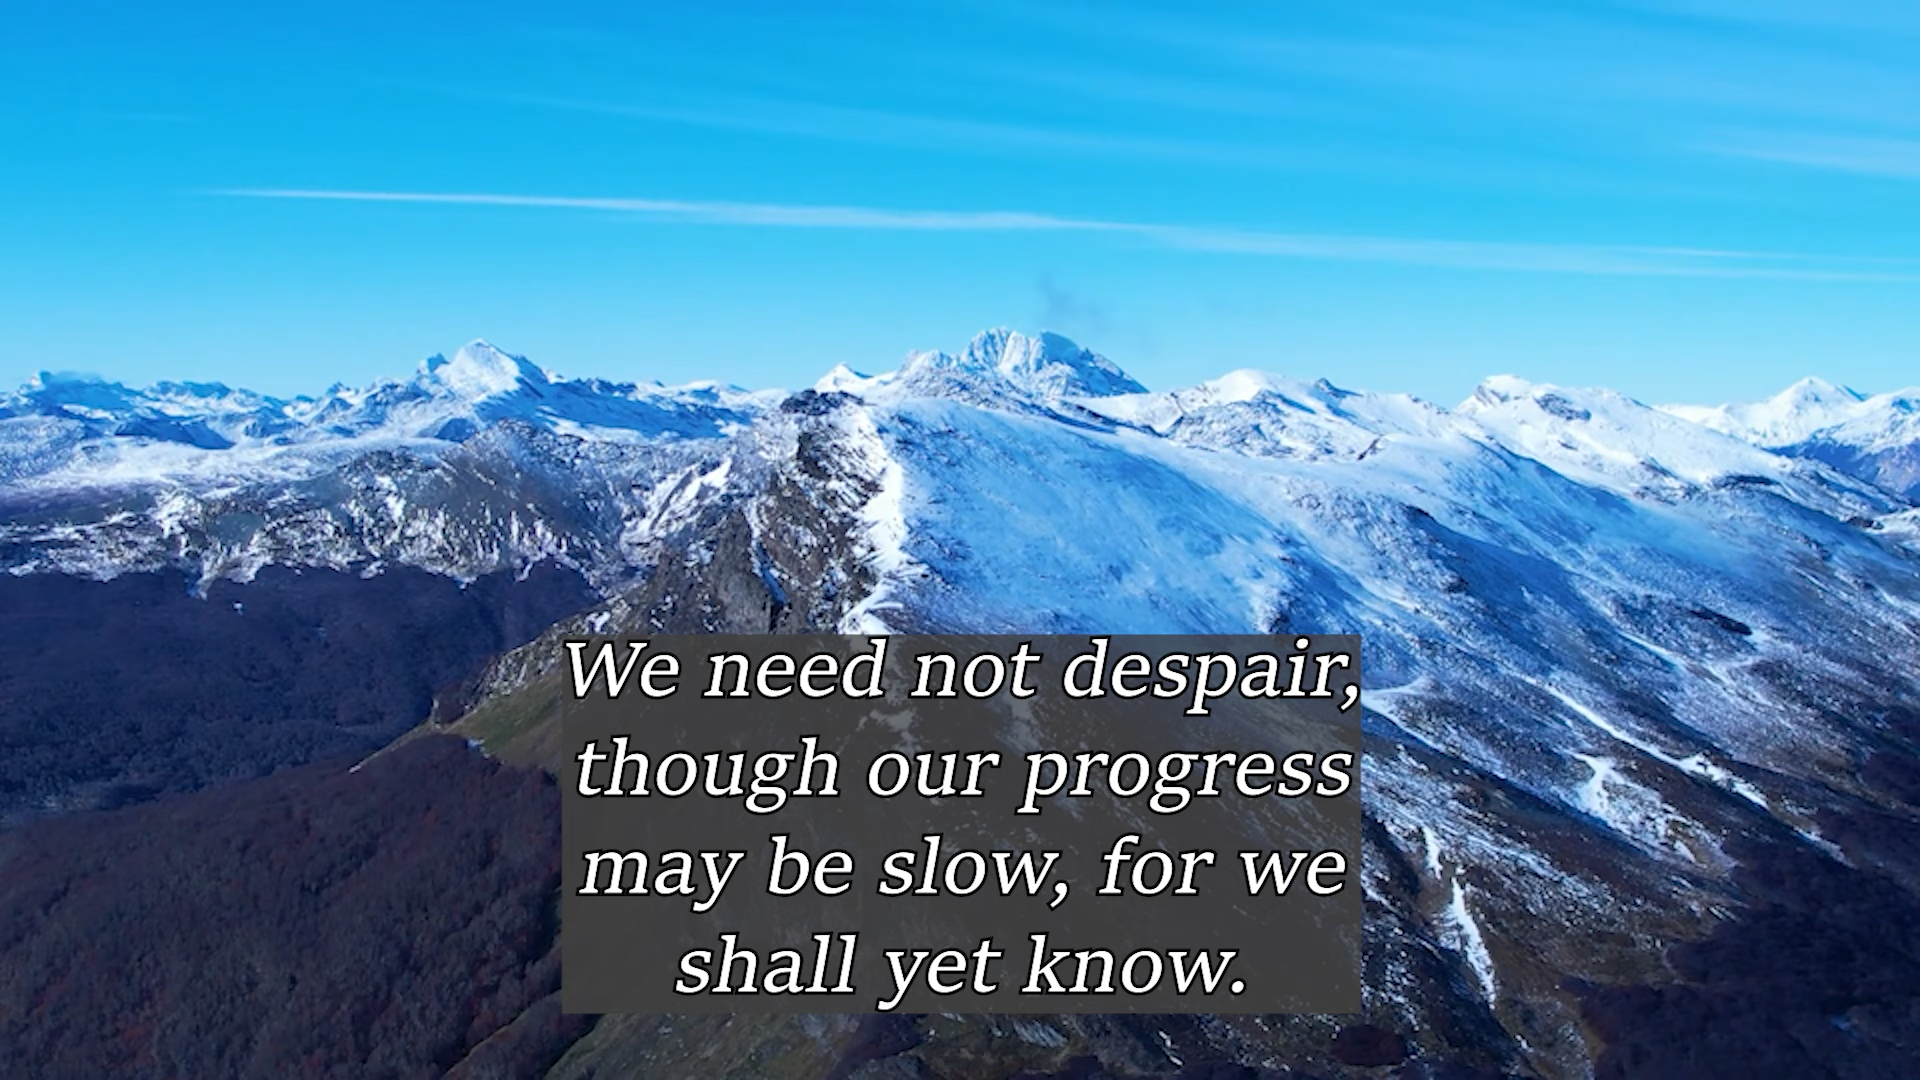 We need not despair,
though our progress
may be slow, for we
shall yet know.